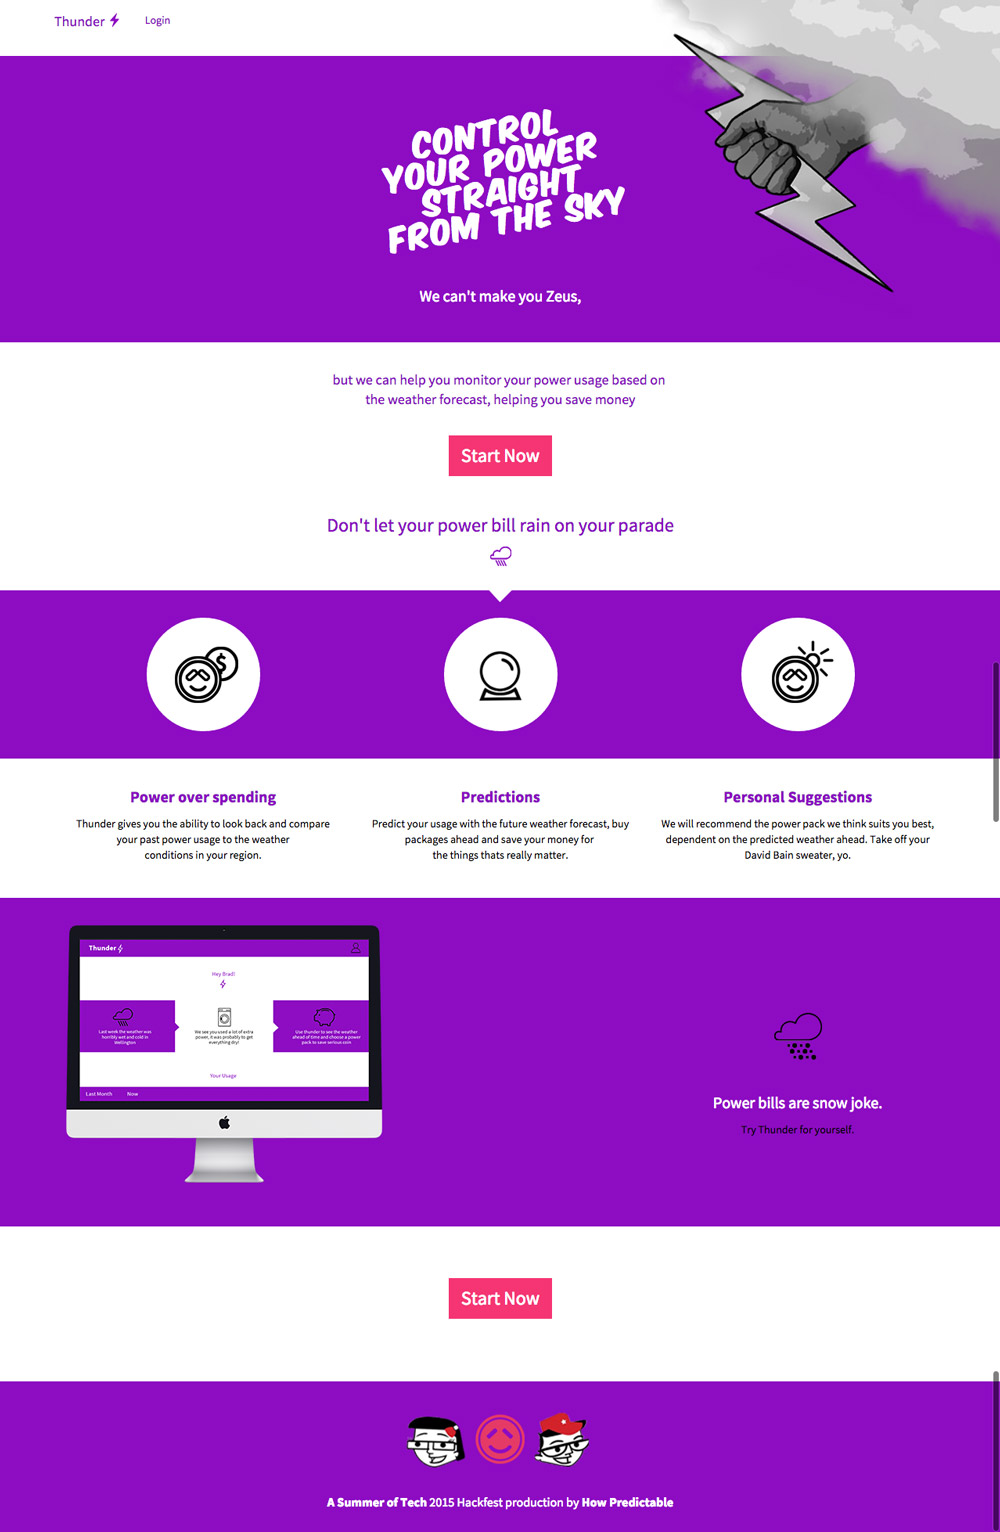 Thunder
Login
CONTROL
YOUR POWER
STRAIGHT
FROM THE SKY
We can't make you Zeus,
but we can help you monitor your power usage based on
the weather forecast, helping you save money
Start Now
Don't let your power bill rain on your parade
$
Power over spending
Thunder gives you the ability to look back and compare
your past power usage to the weather
conditions in your region.
Predictions
Predict your usage with the future weather forecast, buy
packages ahead and save your money for
the things thats really matter.
Personal Suggestions
We will recommend the power pack we think suits you best,
dependent on the predicted weather ahead. Take off your
David Bain sweater, yo.
Thunder
Hey Brad!
Last week the weather was
horribly wet and cold in
Wellington
We see you used a lot of extra
power, it was probably to get
everything dry!
Use thunder to see the weather
ahead of time and choose a power
pack to save serious coin
Your Usage
Last Month
Now
Power bills are snow joke.
Try Thunder for yourself.
Start Now
A Summer of Tech 2015 Hackfest production by How Predictable